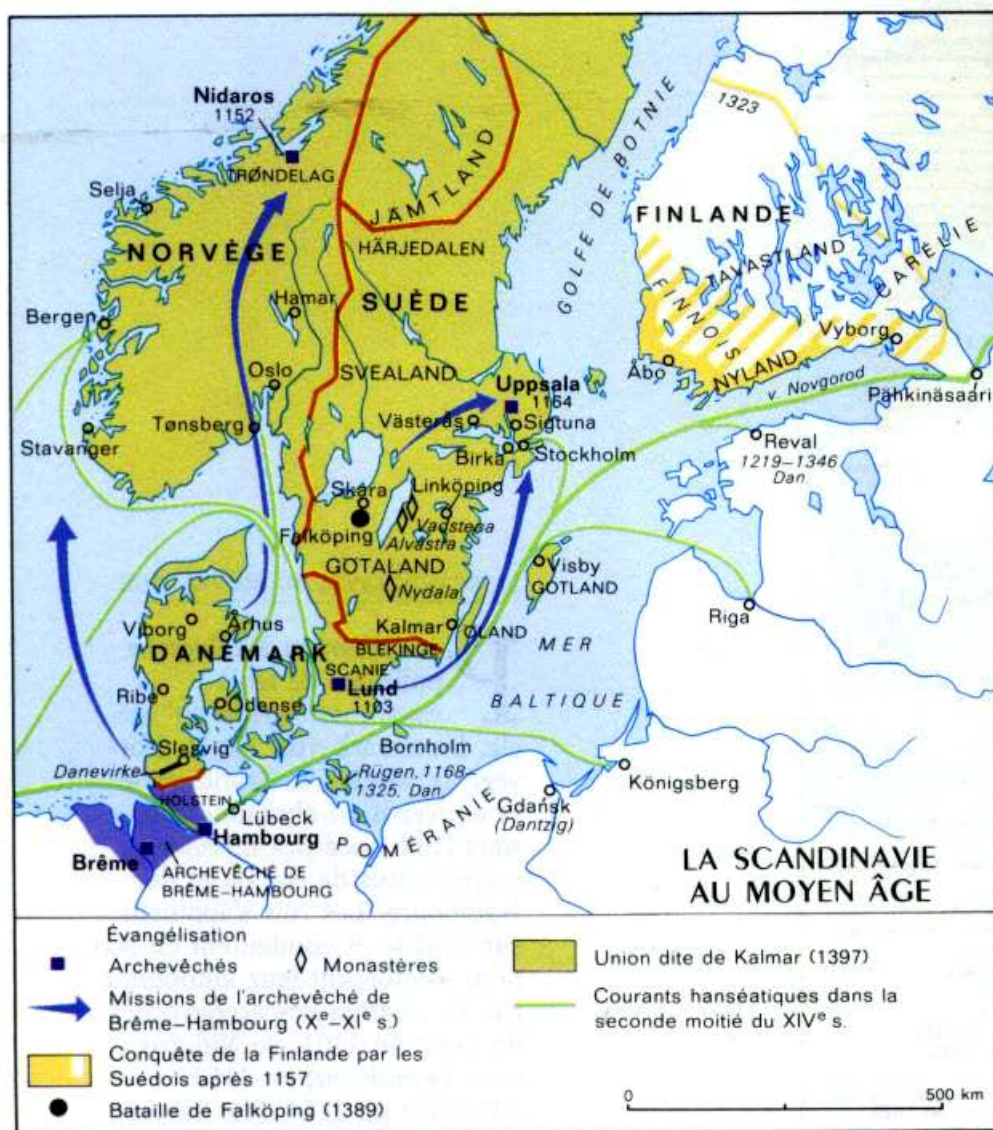 Nidaros
1152
TRØNDELAG
Selja
NORVÈGE
JÄMTLAND
HÄRJEDALEN
SUÈDE
GOLFE DE BOTNIE
1323
FINLANDE
TAVASTLAND
CARÉLIE
FINNOIS
Vyborg
NYLAND
Åbo
v. Novgorod
Pähkinäsaari
Bergen
Hamar
Oslo
SVEALAND
Uppsala
1164
Västerås
Sigtuna
Tønsberg
Stavanger
Birka
Stockholm
Reval
1219–1346
Dan.
Skara
Linköping
Vadstena
Falköping
Alvastra
GÖTALAND
Visby
GOTLAND
Nydala
Riga
Viborg
Århus
Kalmar
ÖLAND
BLEKINGE
MER
DANEMARK
SCANIE
Lund
1103
BALTIQUE
Ribe
Odense
Slesvig
Bornholm
Danevirke
Rügen, 1168–
1325, Dan.
Königsberg
HOLSTEIN
Lübeck
Gdańsk
(Dantzig)
Hambourg
POMÉRANIE
Brême
ARCHEVÊCHÉ DE
BRÊME–HAMBOURG
LA SCANDINAVIE
AU MOYEN ÂGE
Évangélisation
Archevêchés
Monastères
Missions de l'archevêché de
Brême–Hambourg (Xe–XIe s.)
Conquête de la Finlande par les
Suédois après 1157
Bataille de Falköping (1389)
Union dite de Kalmar (1397)
Courants hanséatiques dans la
seconde moitié du XIVe s.
0
500 km